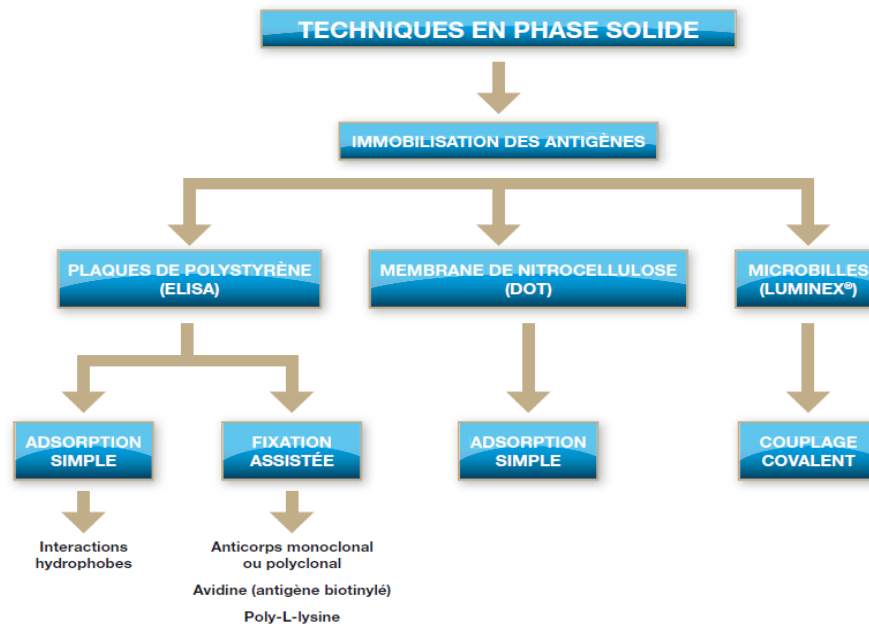 TECHNIQUES EN PHASE SOLIDE
IMMOBILISATION DES ANTIGÈNES
PLAQUES DE POLYSTYRÈNE
(ELISA)
MEMBRANE DE NITROCELLULOSE
(DOT)
MICROBILLES
(LUMINEX®)
ADSORPTION
SIMPLE
FIXATION
ASSISTÉE
ADSORPTION
SIMPLE
COUPLAGE
COVALENT
Interactions
hydrophobes
Anticorps monoclonal
ou polyclonal
Avidine (antigène biotinylé)
Poly-L-lysine